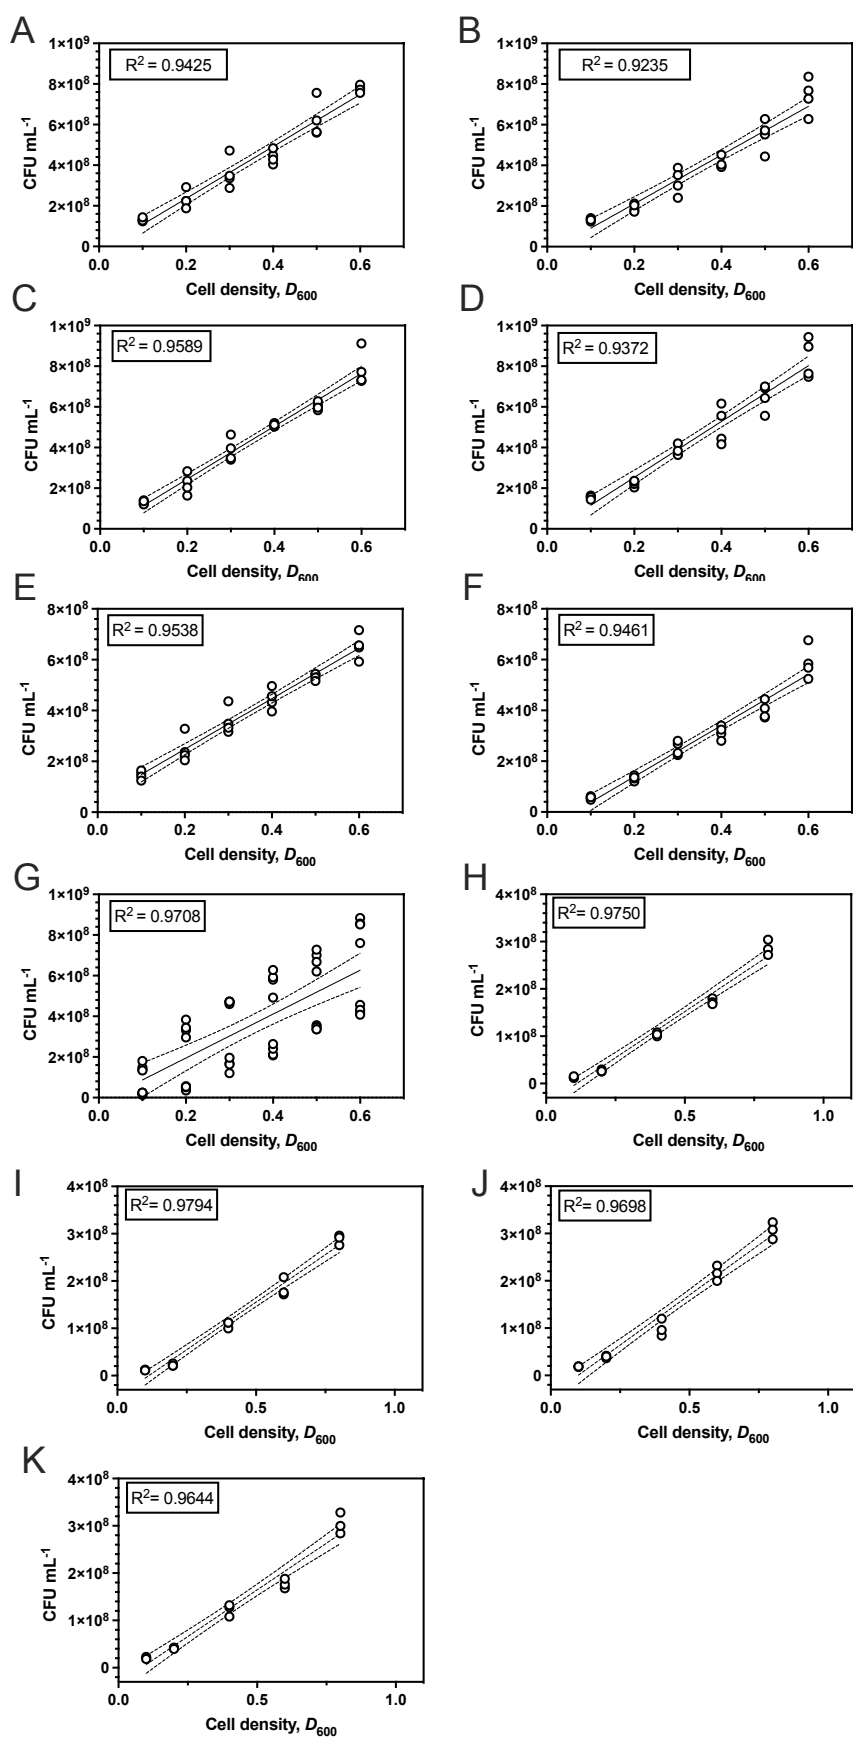 A
B
R² = 0.9425
R² = 0.9235
CFU mL⁻¹
1×10⁹
8×10⁸
6×10⁸
4×10⁸
2×10⁸
0
0.0 0.2 0.4 0.6
Cell density, D₆₀₀
CFU mL⁻¹
1×10⁹
8×10⁸
6×10⁸
4×10⁸
2×10⁸
0
0.0 0.2 0.4 0.6
Cell density, D₆₀₀
C
D
R² = 0.9589
R² = 0.9372
CFU mL⁻¹
1×10⁹
8×10⁸
6×10⁸
4×10⁸
2×10⁸
0
0.0 0.2 0.4 0.6
Cell density, D₆₀₀
CFU mL⁻¹
1×10⁹
8×10⁸
6×10⁸
4×10⁸
2×10⁸
0
0.0 0.2 0.4 0.6
Cell density, D₆₀₀
E
F
R² = 0.9538
R² = 0.9461
CFU mL⁻¹
8×10⁸
6×10⁸
4×10⁸
2×10⁸
0
0.0 0.2 0.4 0.6
Cell density, D₆₀₀
CFU mL⁻¹
8×10⁸
6×10⁸
4×10⁸
2×10⁸
0
0.0 0.2 0.4 0.6
Cell density, D₆₀₀
G
H
R² = 0.9708
R²= 0.9750
CFU mL⁻¹
1×10⁹
8×10⁸
6×10⁸
4×10⁸
2×10⁸
0
0.0 0.2 0.4 0.6
Cell density, D₆₀₀
CFU mL⁻¹
4×10⁸
3×10⁸
2×10⁸
1×10⁸
0
0.0 0.5 1.0
Cell density, D₆₀₀
I
J
R²= 0.9794
R²= 0.9698
CFU mL⁻¹
4×10⁸
3×10⁸
2×10⁸
1×10⁸
0
0.0 0.5 1.0
Cell density, D₆₀₀
CFU mL⁻¹
4×10⁸
3×10⁸
2×10⁸
1×10⁸
0
0.0 0.5 1.0
Cell density, D₆₀₀
K
R²= 0.9644
CFU mL⁻¹
4×10⁸
3×10⁸
2×10⁸
1×10⁸
0
0.0 0.5 1.0
Cell density, D₆₀₀